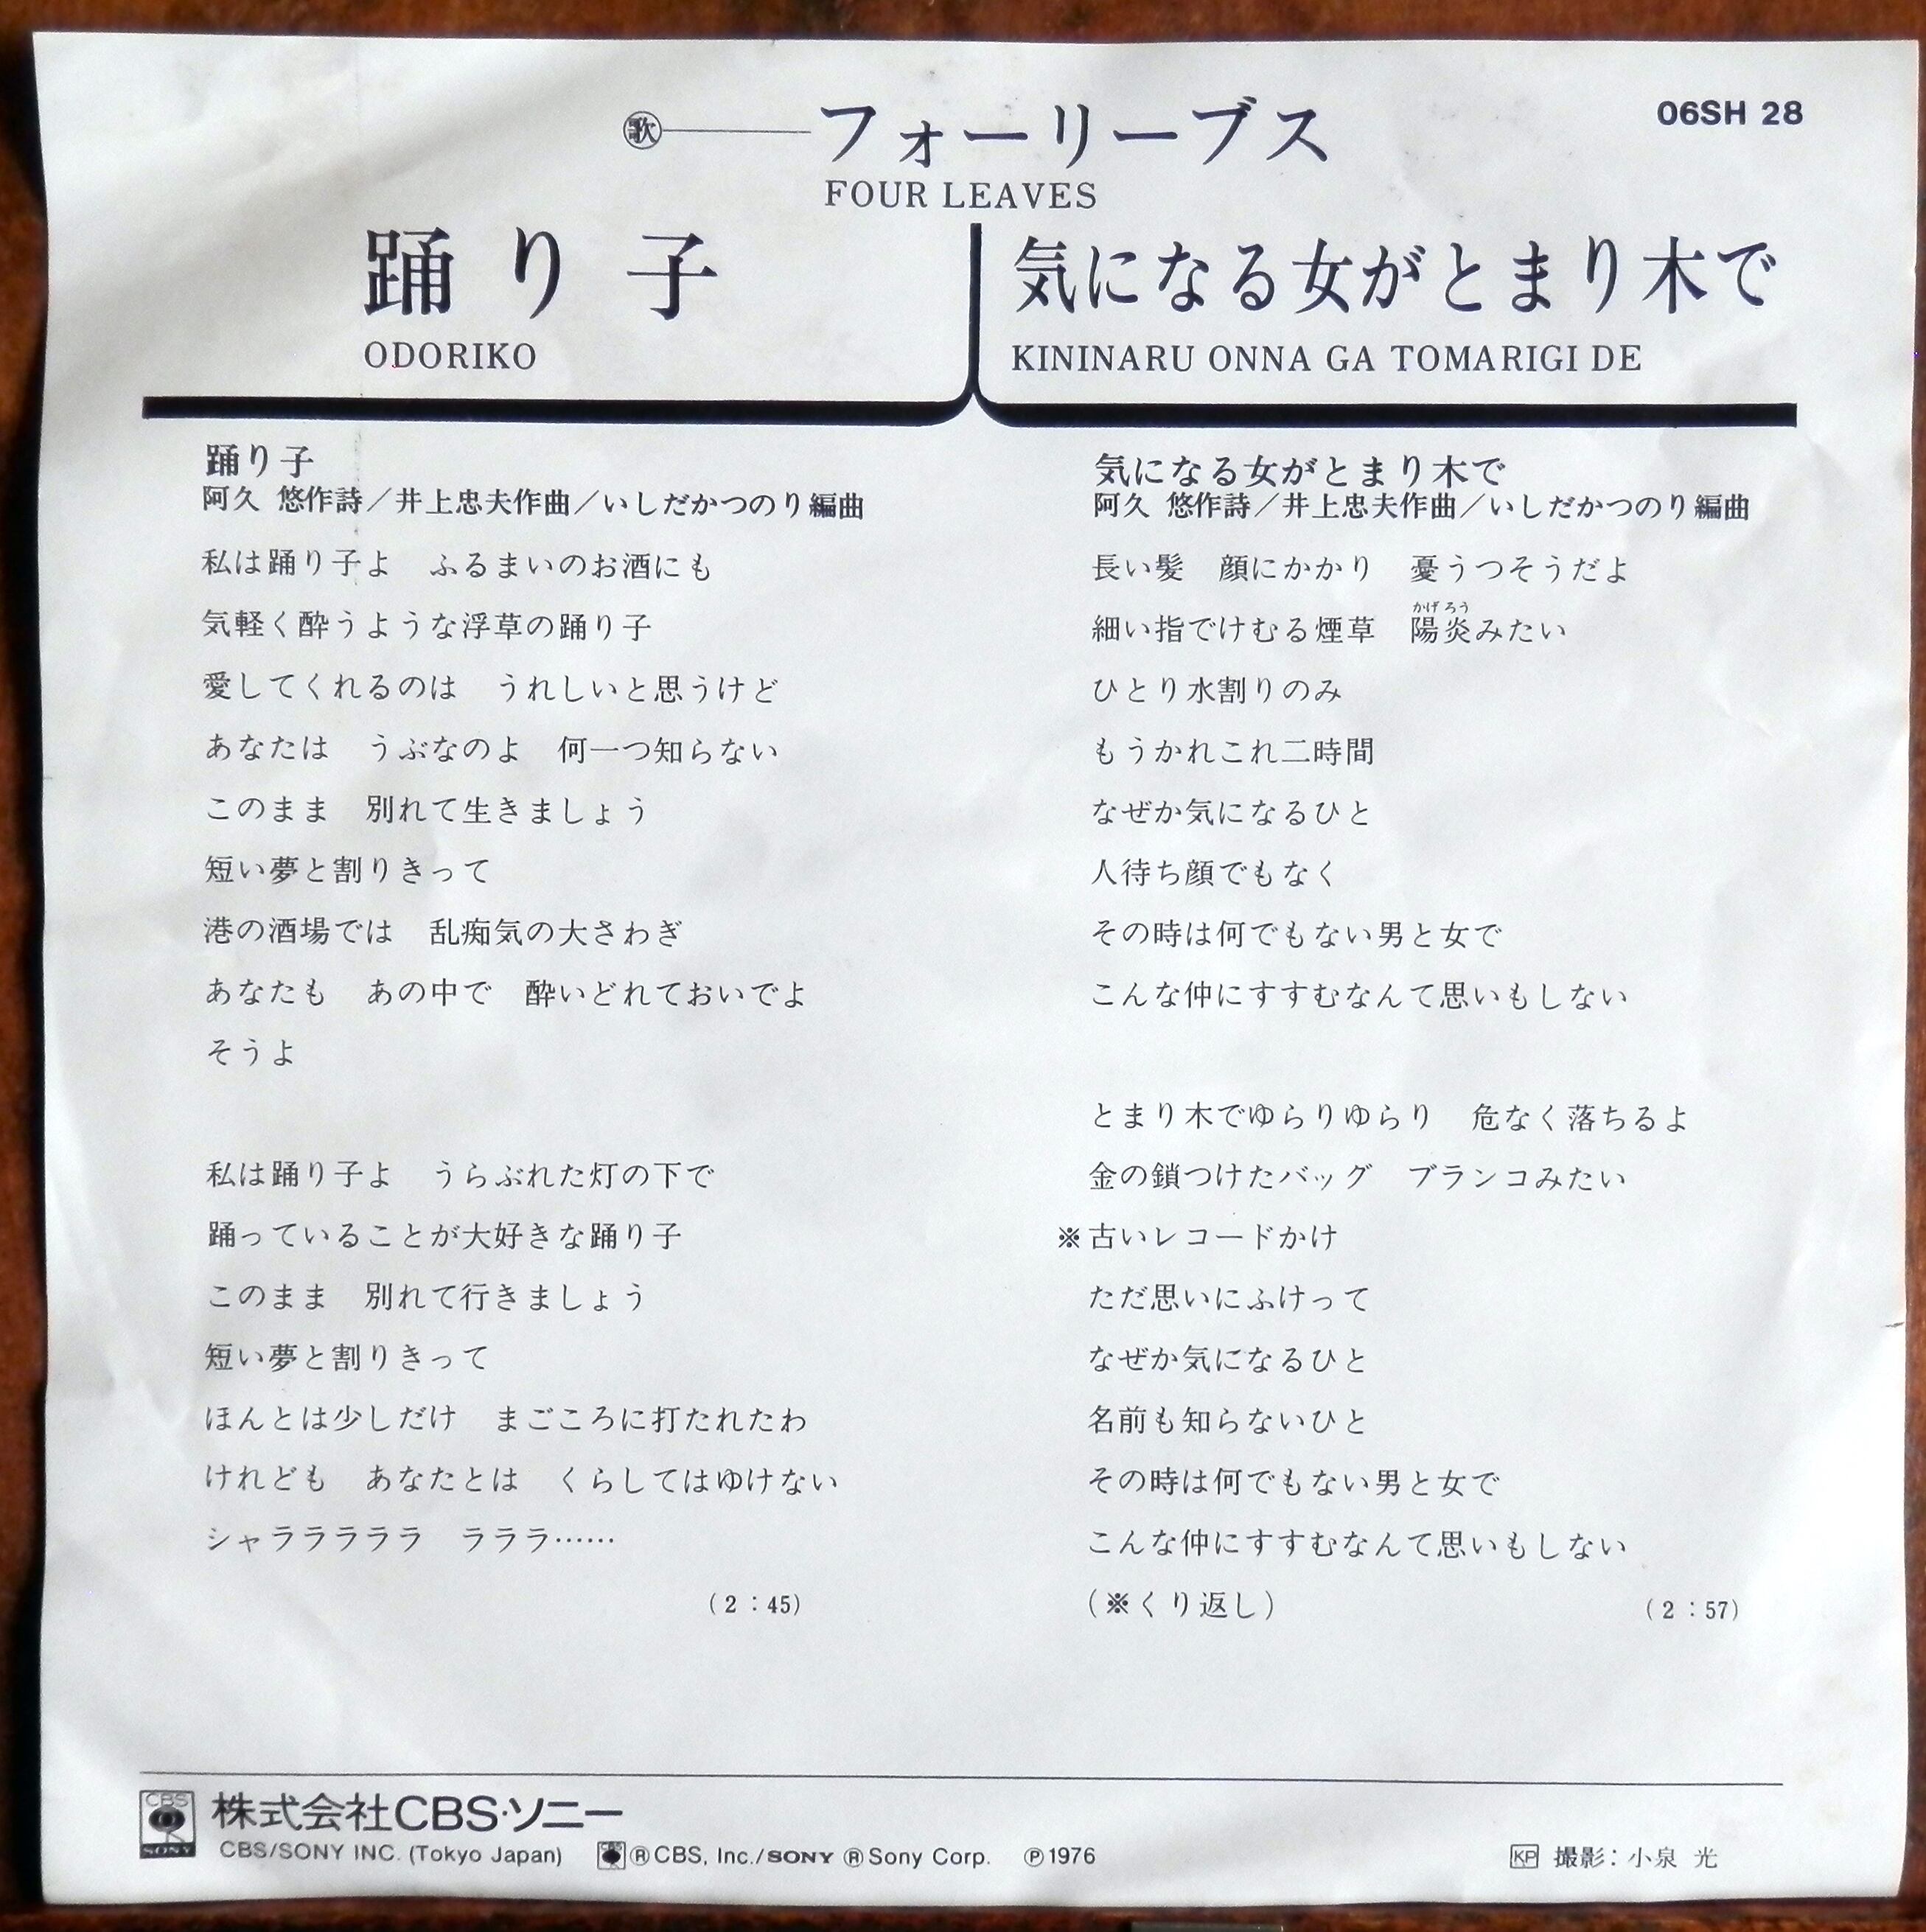 ㊕歌 フォーリーブス
FOUR LEAVES
06SH 28
踊り子
ODORIKO
気になる女がとまり木で
KININARU ONNA GA TOMARIGI DE
踊り子
阿久 悠作詩／井上忠夫作曲／いしだかつのり編曲
私は踊り子よ　ふるまいのお酒にも
気軽く酔うような浮草の踊り子
愛してくれるのは　うれしいと思うけど
あなたは　うぶなのよ　何一つ知らない
このまま　別れて生きましょう
短い夢と割りきって
港の酒場では　乱痴気の大さわぎ
あなたも　あの中で　酔いどれておいでよ
そうよ
私は踊り子よ　うらぶれた灯の下で
踊っていることが大好きな踊り子
このまま　別れて行きましょう
短い夢と割りきって
ほんとは少しだけ　まごころに打たれたわ
けれども　あなたとは　くらしてはゆけない
シャラララララ　ラララ……
(2：45)
気になる女がとまり木で
阿久 悠作詩／井上忠夫作曲／いしだかつのり編曲
長い髪　顔にかかり　憂うつそうだよ
かげろう
細い指でけむる煙草　陽炎みたい
ひとり水割りのみ
もうかれこれ二時間
なぜか気になるひと
人待ち顔でもなく
その時は何でもない男と女で
こんな仲にすすむなんて思いもしない
とまり木でゆらりゆらり　危なく落ちるよ
金の鎖つけたバッグ　ブランコみたい
※古いレコードかけ
ただ思いにふけって
なぜか気になるひと
名前も知らないひと
その時は何でもない男と女で
こんな仲にすすむなんて思いもしない
(※くり返し)
(2：57)
CBS SONY
株式会社CBS・ソニー
CBS/SONY INC. (Tokyo Japan) ®CBS, Inc./SONY ®Sony Corp. ℗1976
KP 撮影：小泉 光